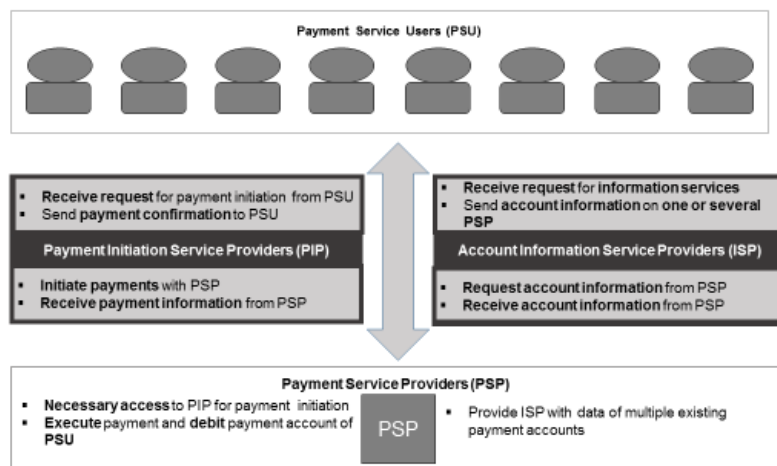 Payment Service Users (PSU)
▪ Receive request for payment initiation from PSU
▪ Send payment confirmation to PSU
Payment Initiation Service Providers (PIP)
▪ Initiate payments with PSP
▪ Receive payment information from PSP
▪ Receive request for information services
▪ Send account information on one or several
PSP
Account Information Service Providers (ISP)
▪ Request account information from PSP
▪ Receive account information from PSP
Payment Service Providers (PSP)
▪ Necessary access to PIP for payment initiation
▪ Execute payment and debit payment account of
PSU
PSP
▪ Provide ISP with data of multiple existing
payment accounts